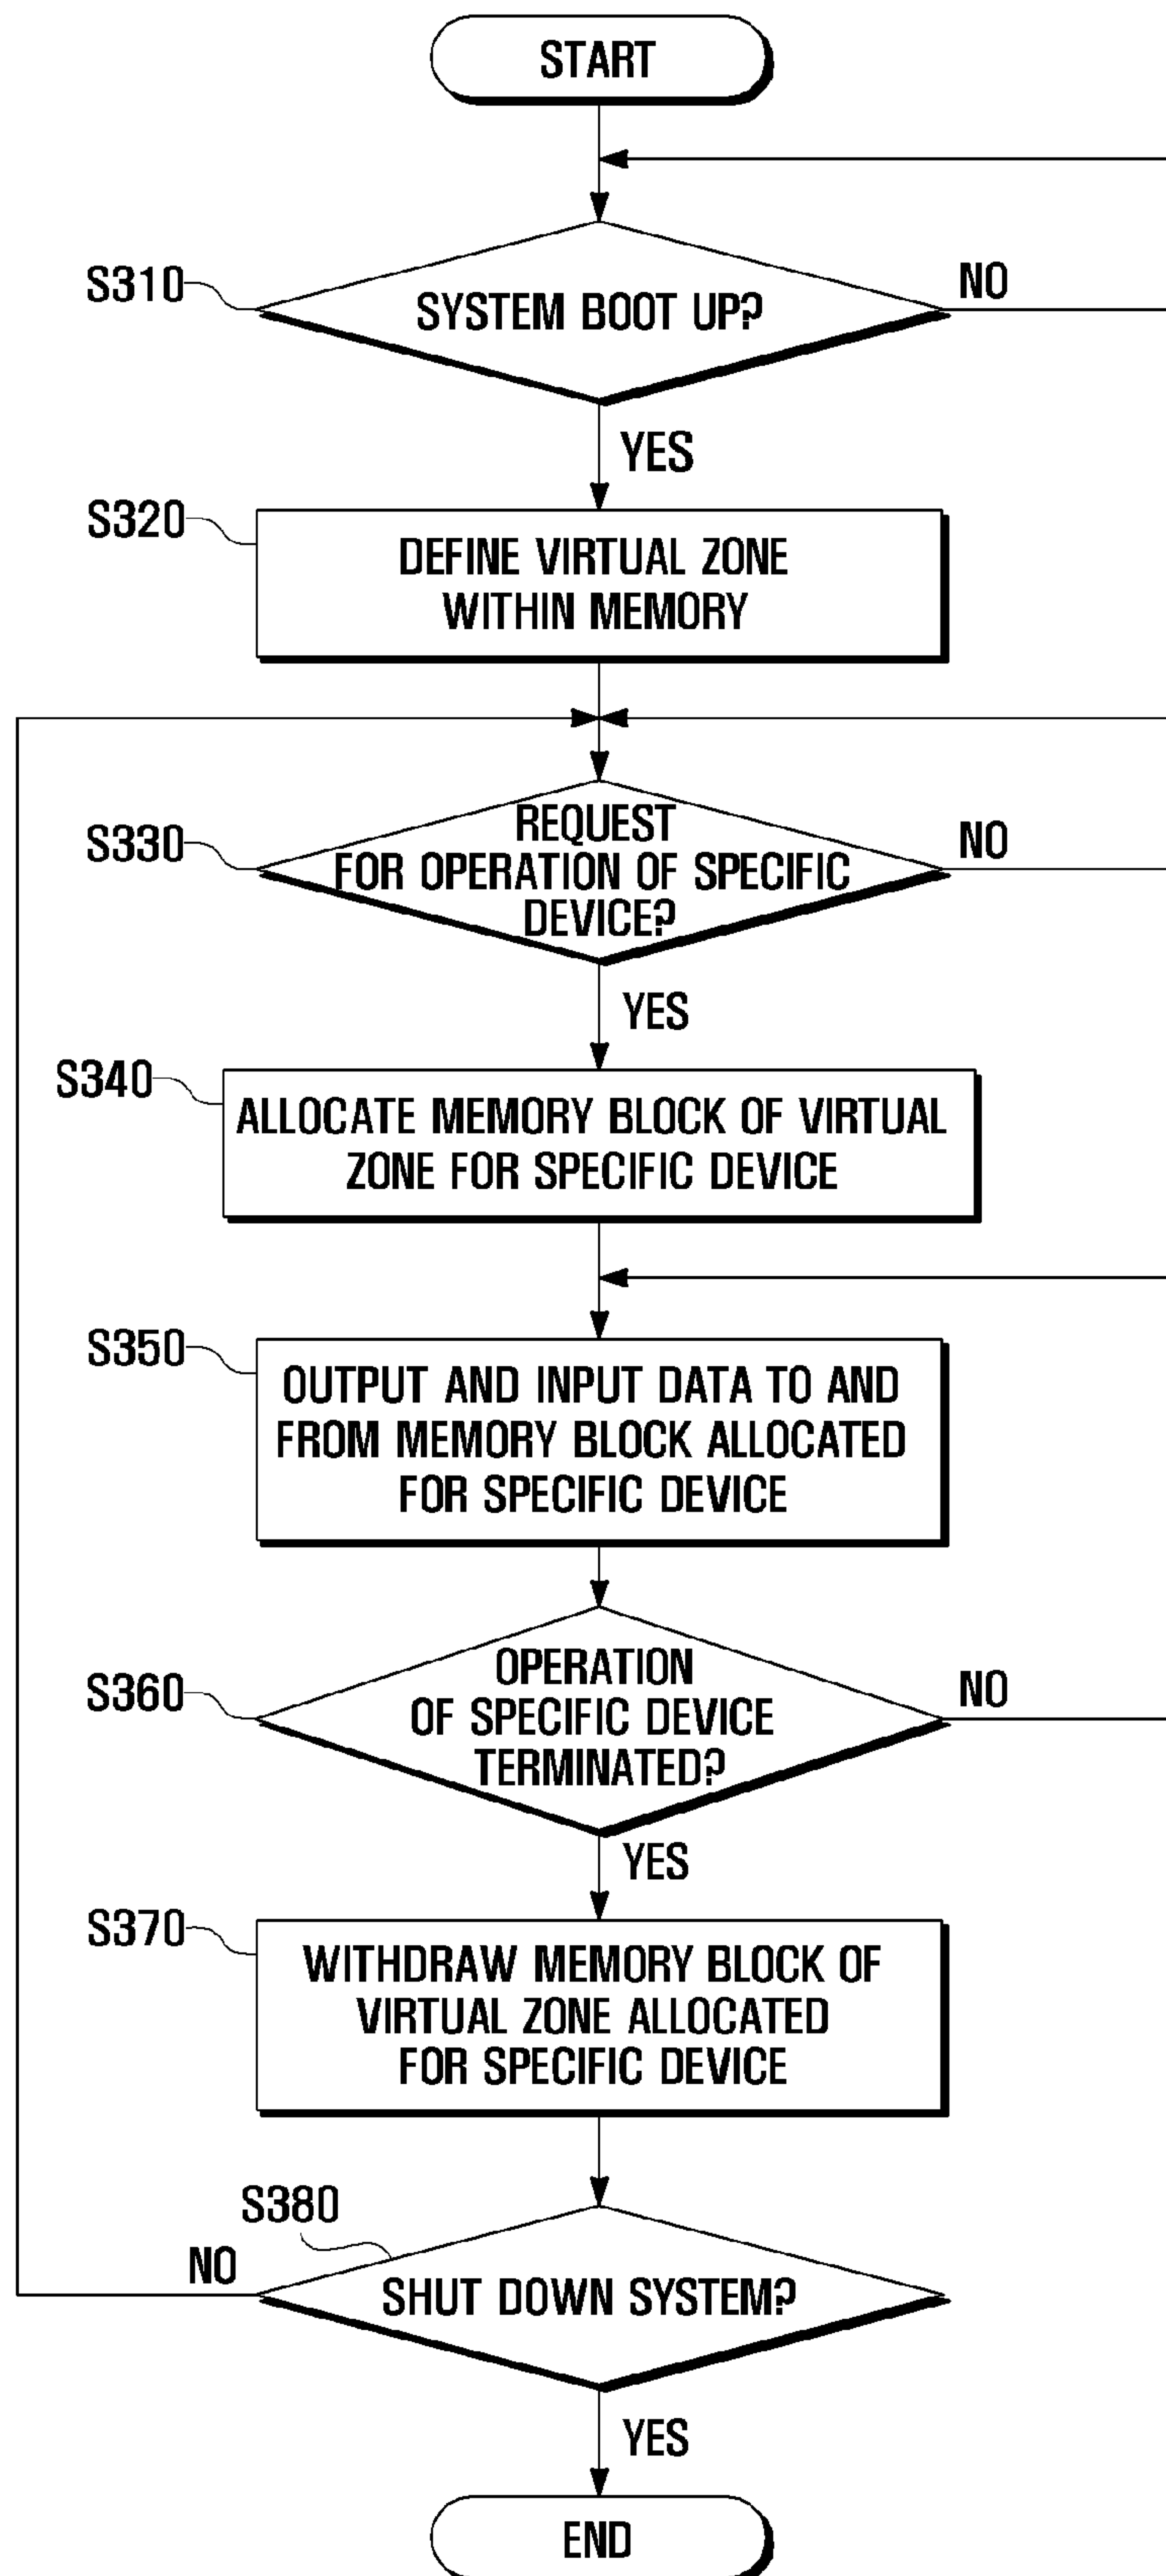 START
S310
SYSTEM BOOT UP?
NO
YES
S320
DEFINE VIRTUAL ZONE
WITHIN MEMORY
S330
REQUEST
FOR OPERATION OF SPECIFIC
DEVICE?
NO
YES
S340
ALLOCATE MEMORY BLOCK OF VIRTUAL
ZONE FOR SPECIFIC DEVICE
S350
OUTPUT AND INPUT DATA TO AND
FROM MEMORY BLOCK ALLOCATED
FOR SPECIFIC DEVICE
S360
OPERATION
OF SPECIFIC DEVICE
TERMINATED?
NO
YES
S370
WITHDRAW MEMORY BLOCK OF
VIRTUAL ZONE ALLOCATED
FOR SPECIFIC DEVICE
S380
NO
SHUT DOWN SYSTEM?
YES
END